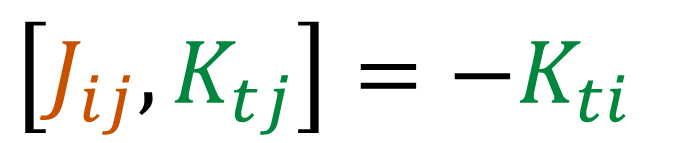 [J_{ij}, K_{tj}] = −K_{ti}